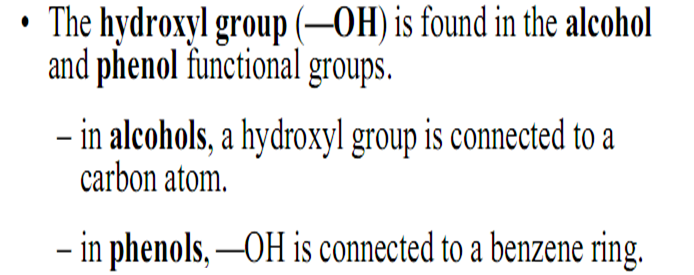 • The hydroxyl group (—OH) is found in the alcohol
and phenol functional groups.
– in alcohols, a hydroxyl group is connected to a
carbon atom.
– in phenols, —OH is connected to a benzene ring.